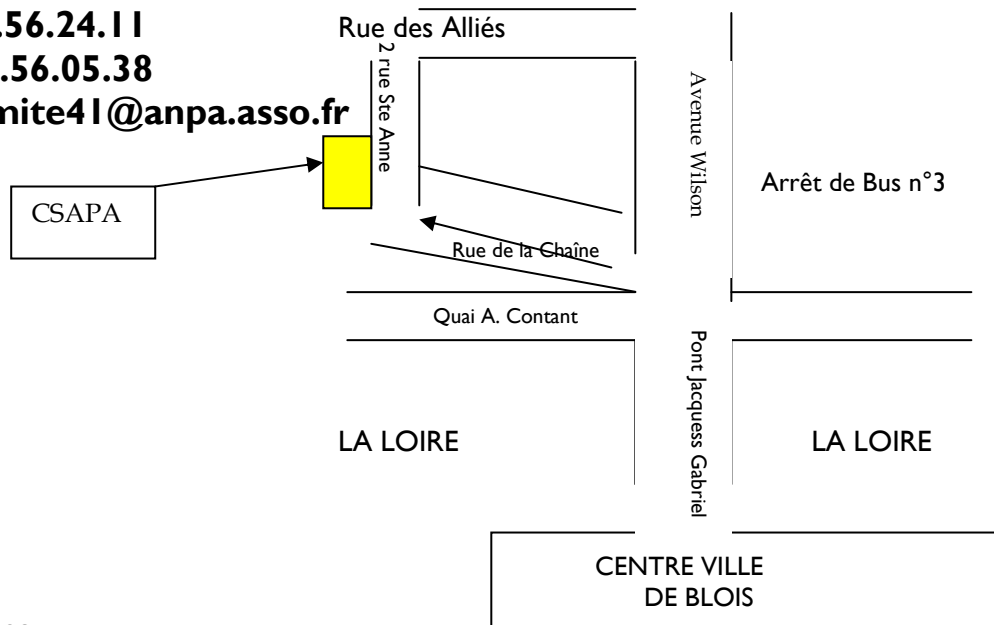 .56.24.11
.56.05.38
mite41@anpa.asso.fr
Rue des Alliés
2 rue Ste Anne
Avenue Wilson
Arrêt de Bus n°3
CSAPA
Rue de la Chaîne
Quai A. Contant
Pont Jacquess Gabriel
LA LOIRE
LA LOIRE
CENTRE VILLE
DE BLOIS